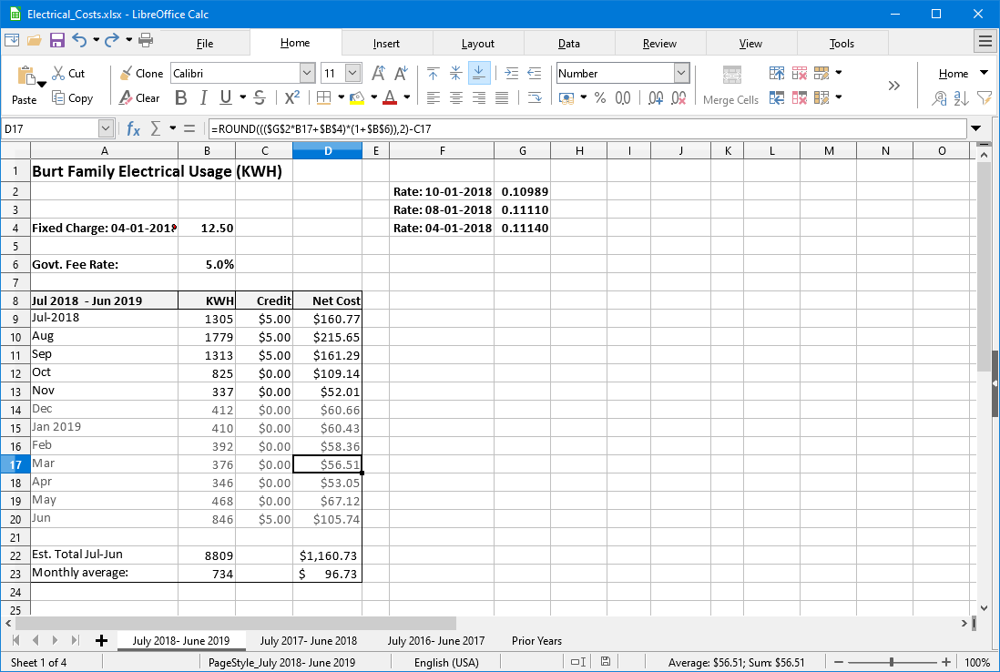 Electrical_Costs.xlsx - LibreOffice Calc
File Home Insert Layout Data Review View Tools
Cut Clone Calibri 11 Number Home
Paste Copy Clear B I U S X² % 0.0 .00 0.0 Merge Cells
D17 fx Σ = =ROUND((($G$2*B17+$B$4)*(1+$B$6)),2)-C17
A B C D E F G H I J K L M N O
1 Burt Family Electrical Usage (KWH)
2 Rate: 10-01-2018 0.10989
3 Rate: 08-01-2018 0.11110
4 Fixed Charge: 04-01-2018 12.50 Rate: 04-01-2018 0.11140
5
6 Govt. Fee Rate: 5.0%
7
8 Jul 2018 - Jun 2019 KWH Credit Net Cost
9 Jul-2018 1305 $5.00 $160.77
10 Aug 1779 $5.00 $215.65
11 Sep 1313 $5.00 $161.29
12 Oct 825 $0.00 $109.14
13 Nov 337 $0.00 $52.01
14 Dec 412 $0.00 $60.66
15 Jan 2019 410 $0.00 $60.43
16 Feb 392 $0.00 $58.36
17 Mar 376 $0.00 $56.51
18 Apr 346 $0.00 $53.05
19 May 468 $0.00 $67.12
20 Jun 846 $5.00 $105.74
21
22 Est. Total Jul-Jun 8809 $1,160.73
23 Monthly average: 734 $ 96.73
24
25
July 2018- June 2019 July 2017- June 2018 July 2016- June 2017 Prior Years
Sheet 1 of 4 PageStyle_July 2018- June 2019 English (USA) Average: $56.51; Sum: $56.51 100%